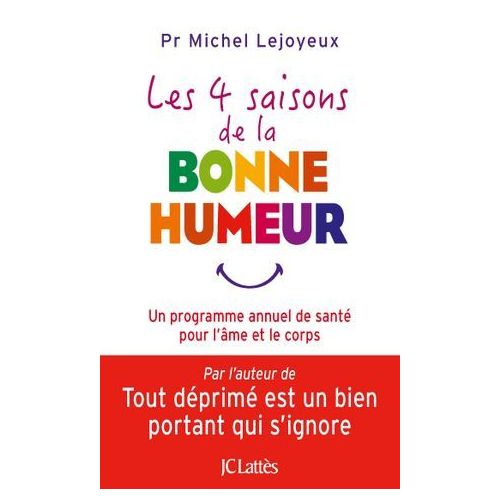 Pr Michel Lejoyeux
Les 4 saisons
de la
BONNE
HUMEUR
Un programme annuel de santé
pour l'âme et le corps
Par l'auteur de
Tout déprimé est un bien
portant qui s'ignore
JC Lattès